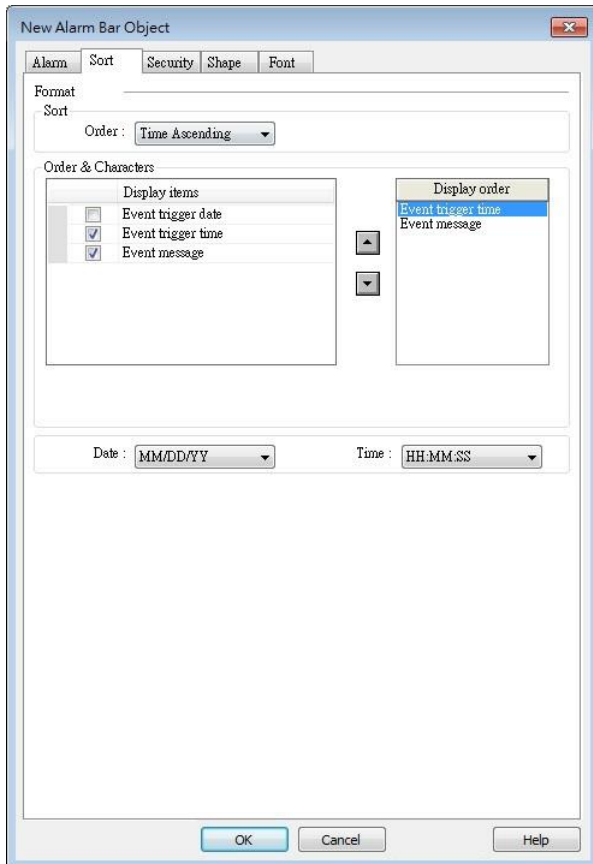 New Alarm Bar Object
Alarm Sort Security Shape Font
Format
Sort
Order : Time Ascending
Order & Characters
Display items
Event trigger date
Event trigger time
Event message
Display order
Event trigger time
Event message
Date : MM/DD/YY Time : HH:MM:SS
OK Cancel Help